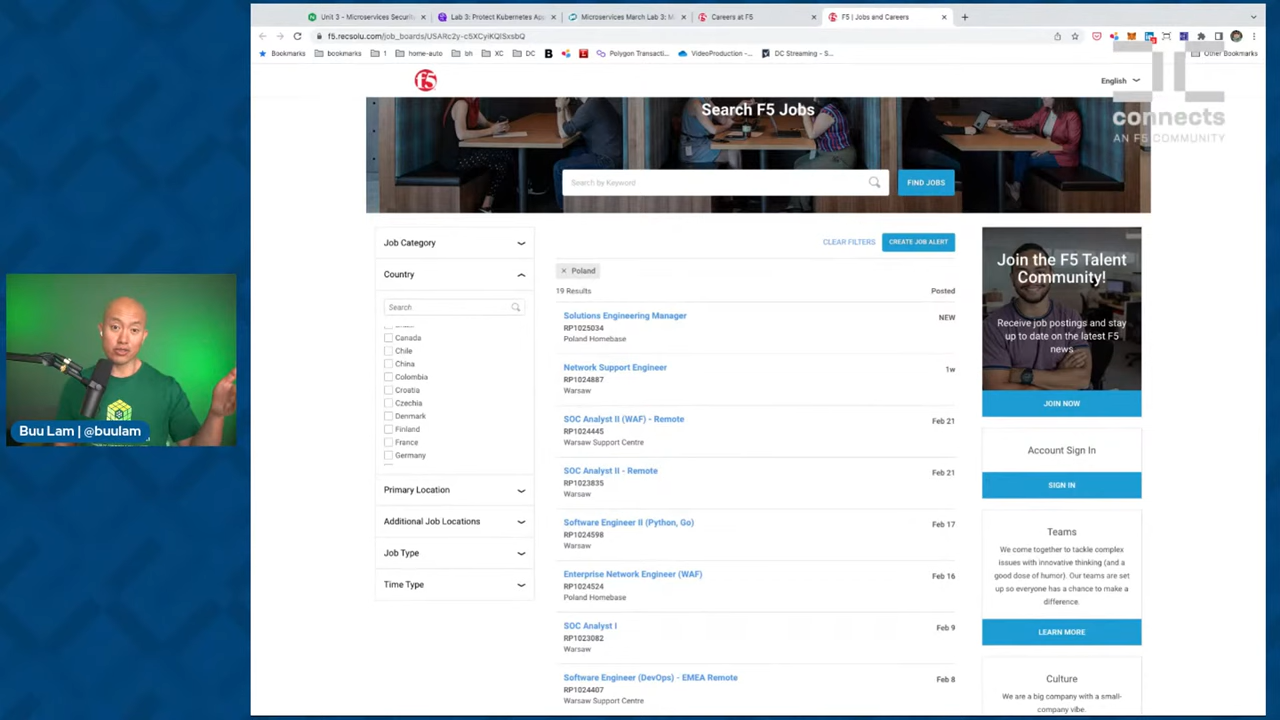 Unit 3 - Microservices Securit
Lab 3: Protect Kubernetes Ap
Microservices March Lab 3: M
Careers at F5
F5 | Jobs and Careers
f5.recsolu.com/job_boards/USARc2y-c5XCyiKQISxsbQ
Bookmarks
bookmarks
1
home-auto
bh
XC
DC
B
Polygon Transacti...
VideoProduction -...
DC Streaming - S...
Other Bookmarks
f5
English
connects
AN F5 COMMUNITY
Search F5 Jobs
Search by Keyword
FIND JOBS
Job Category
Country
Search
Canada
Chile
China
Colombia
Croatia
Czechia
Denmark
Finland
France
Germany
Primary Location
Additional Job Locations
Job Type
Time Type
CLEAR FILTERS
CREATE JOB ALERT
× Poland
19 Results
Posted
Solutions Engineering Manager
NEW
RP1025034
Poland Homebase
Network Support Engineer
1w
RP1024887
Warsaw
SOC Analyst II (WAF) - Remote
Feb 21
RP1024445
Warsaw Support Centre
SOC Analyst II - Remote
Feb 21
RP1023835
Warsaw
Software Engineer II (Python, Go)
Feb 17
RP1024598
Warsaw
Enterprise Network Engineer (WAF)
Feb 16
RP1024524
Poland Homebase
SOC Analyst I
Feb 9
RP1023082
Warsaw
Software Engineer (DevOps) - EMEA Remote
Feb 8
RP1024407
Warsaw Support Centre
Join the F5 Talent
Community!
Receive job postings and stay
up to date on the latest F5
news
JOIN NOW
Account Sign In
SIGN IN
Teams
We come together to tackle complex
issues with innovative thinking (and a
good dose of humor). Our teams are set
up so everyone has a chance to make a
difference.
LEARN MORE
Culture
We are a big company with a small-
company vibe.
Buu Lam | @buulam